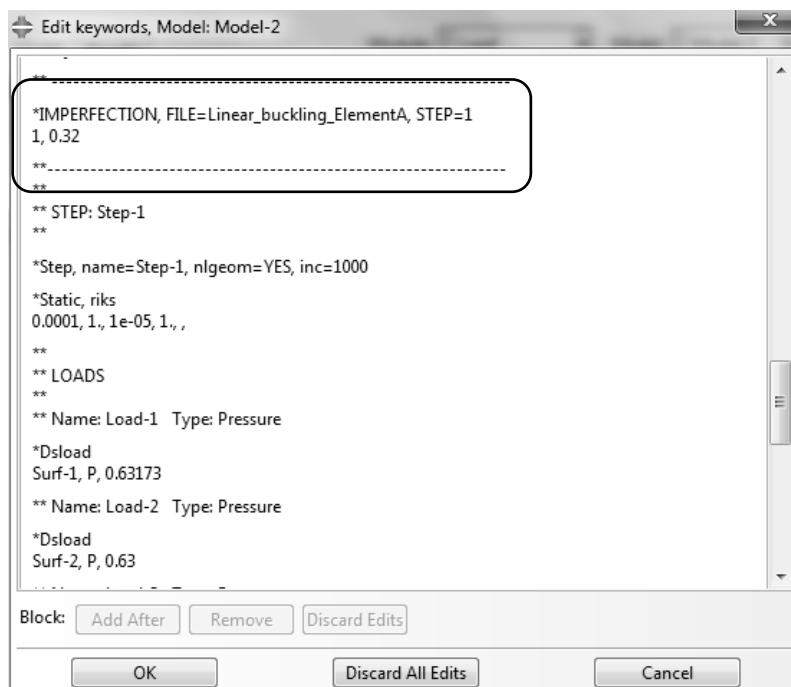 Edit keywords, Model: Model-2
** ----------------------------------------------------------------
*IMPERFECTION, FILE=Linear_buckling_ElementA, STEP=1
1, 0.32
**----------------------------------------------------------------
**
** STEP: Step-1
**
*Step, name=Step-1, nlgeom=YES, inc=1000
*Static, riks
0.0001, 1., 1e-05, 1., ,
**
** LOADS
**
** Name: Load-1   Type: Pressure
*Dsload
Surf-1, P, 0.63173
** Name: Load-2   Type: Pressure
*Dsload
Surf-2, P, 0.63
Block: Add After Remove Discard Edits
OK Discard All Edits Cancel